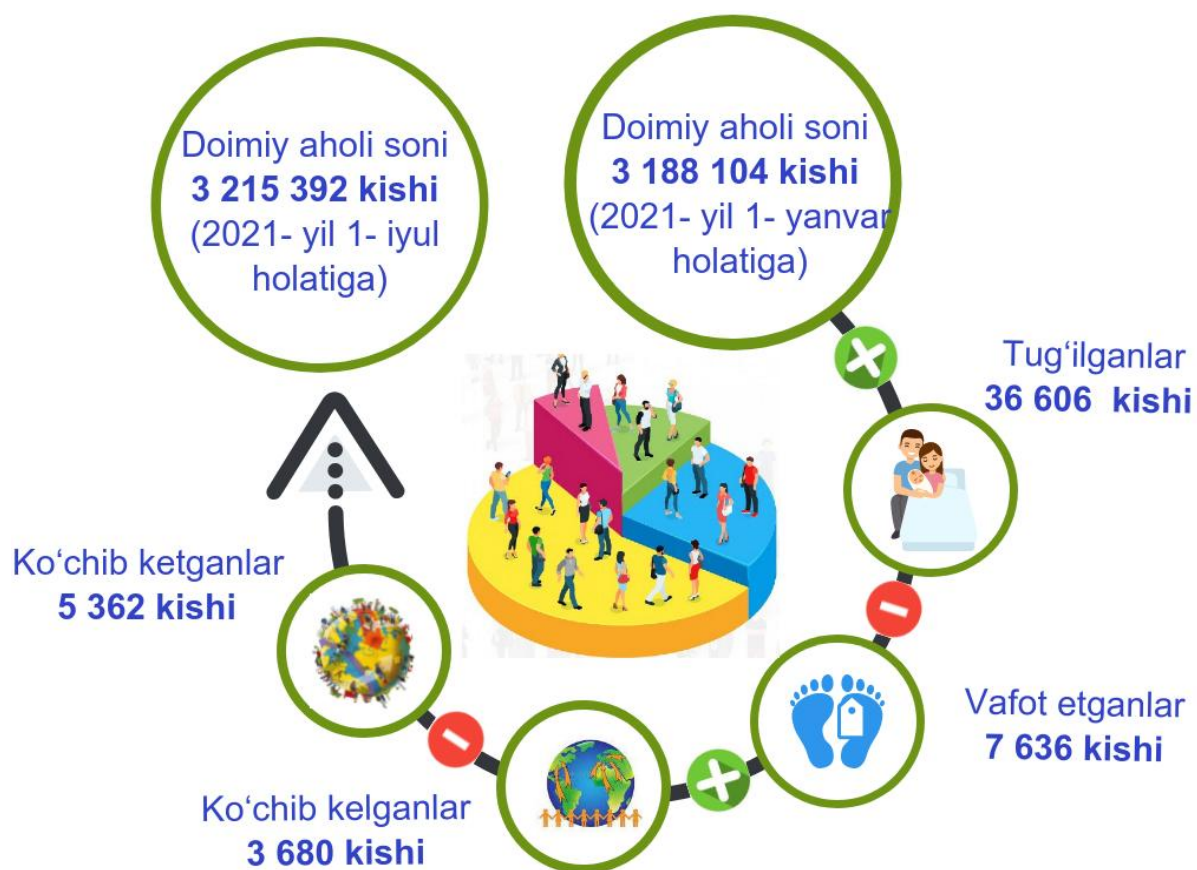 Doimiy aholi soni
3 215 392 kishi
(2021- yil 1- iyul
holatiga)
Doimiy aholi soni
3 188 104 kishi
(2021- yil 1- yanvar
holatiga)
Tug‘ilganlar
36 606 kishi
Vafot etganlar
7 636 kishi
Ko‘chib kelganlar
3 680 kishi
Ko‘chib ketganlar
5 362 kishi